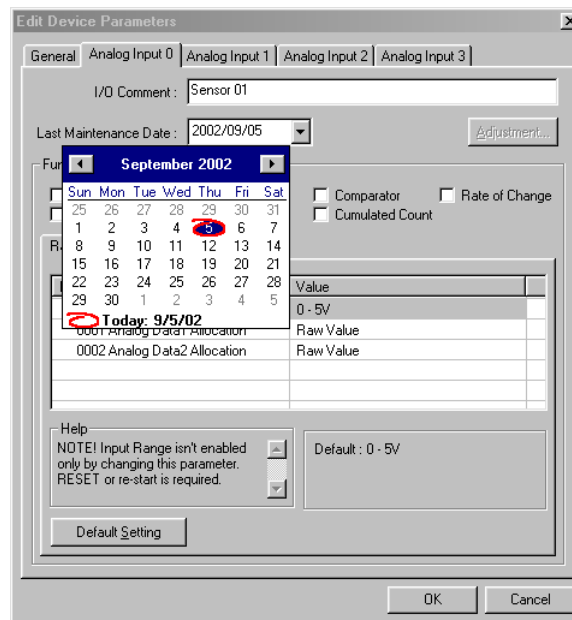 Edit Device Parameters
General Analog Input 0 Analog Input 1 Analog Input 2 Analog Input 3
I/O Comment : Sensor 01
Last Maintenance Date : 2002/09/05 Adjustment...
September 2002
Sun Mon Tue Wed Thu Fri Sat
25 26 27 28 29 30 31
1 2 3 4 5 6 7
8 9 10 11 12 13 14
15 16 17 18 19 20 21
22 23 24 25 26 27 28
29 30 1 2 3 4 5
Today: 9/5/02
Comparator Rate of Change
Cumulated Count
Value
0 - 5V
0001 Analog Data1 Allocation Raw Value
0002 Analog Data2 Allocation Raw Value
Help
NOTE! Input Range isn't enabled
only by changing this parameter.
RESET or re-start is required.
Default : 0 - 5V
Default Setting
OK Cancel